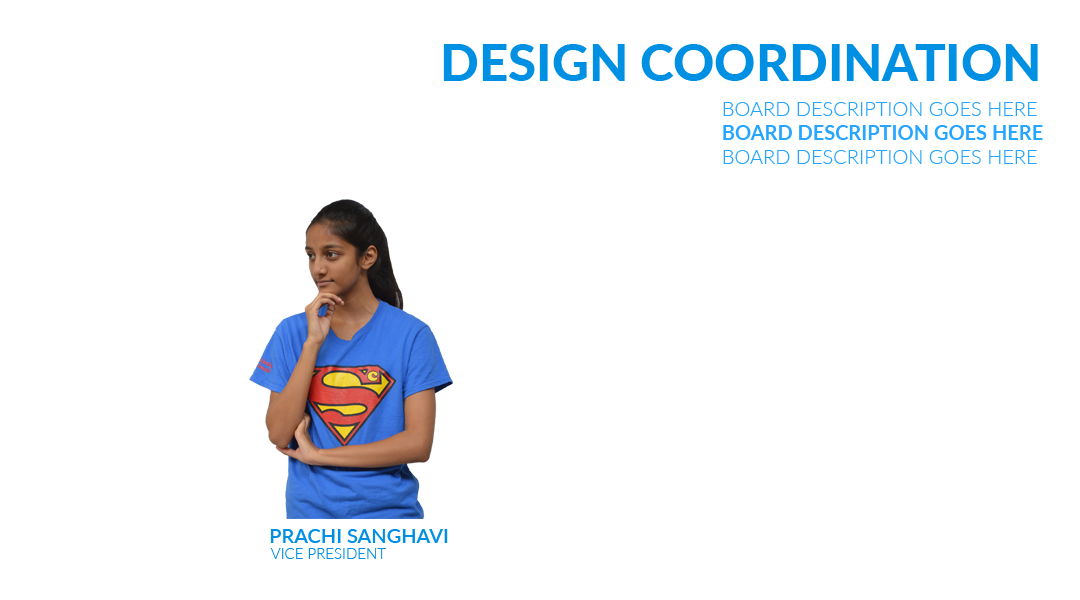 DESIGN COORDINATION
BOARD DESCRIPTION GOES HERE
BOARD DESCRIPTION GOES HERE
BOARD DESCRIPTION GOES HERE
S
PRACHI SANGHAVI
VICE PRESIDENT